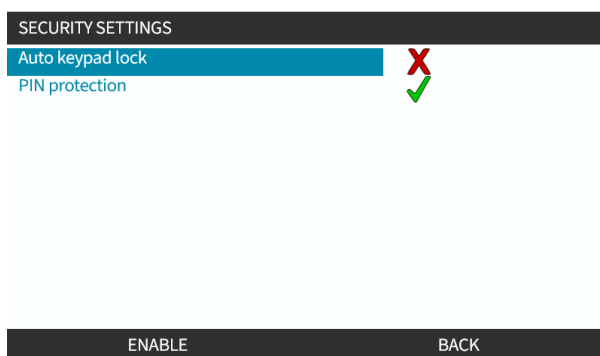 SECURITY SETTINGS
Auto keypad lock
PIN protection
ENABLE BACK